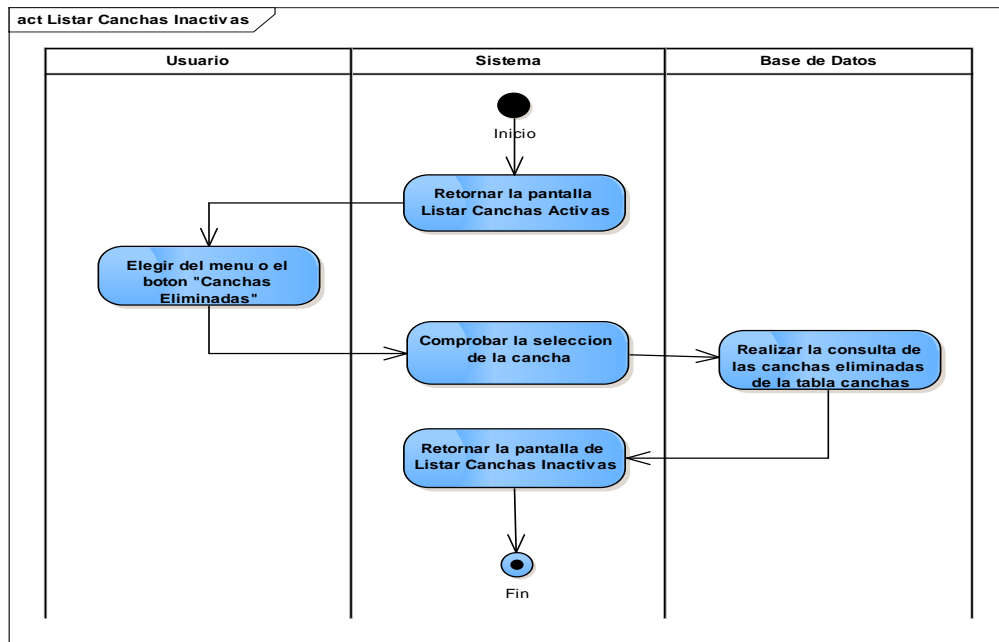 act Listar Canchas Inactivas
Usuario
Sistema
Base de Datos
Inicio
Retornar la pantalla
Listar Canchas Activas
Elegir del menu o el
boton "Canchas
Eliminadas"
Comprobar la seleccion
de la cancha
Realizar la consulta de
las canchas eliminadas
de la tabla canchas
Retornar la pantalla de
Listar Canchas Inactivas
Fin